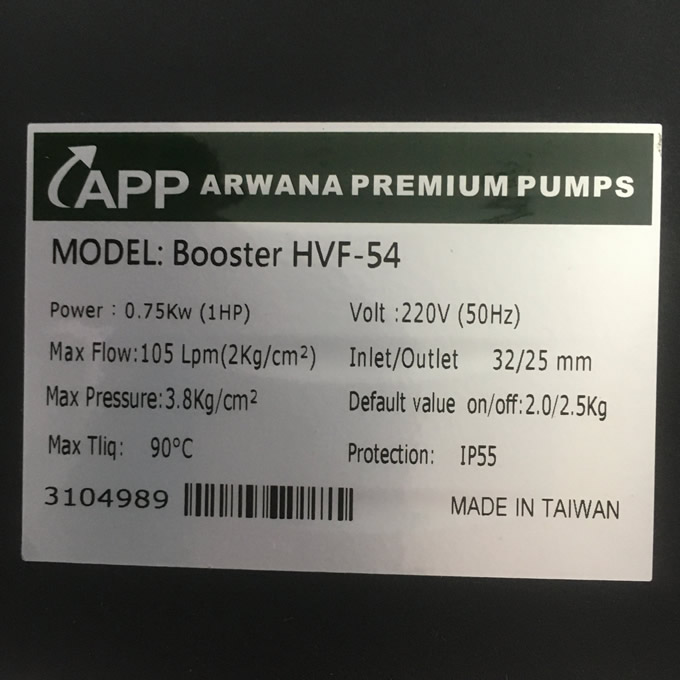 APP ARWANA PREMIUM PUMPS
MODEL: Booster HVF-54
Power : 0.75Kw (1HP) Volt :220V (50Hz)
Max Flow:105 Lpm(2Kg/cm²) Inlet/Outlet 32/25 mm
Max Pressure:3.8Kg/cm² Default value on/off:2.0/2.5Kg
Max Tliq: 90°C Protection: IP55
3104989 MADE IN TAIWAN